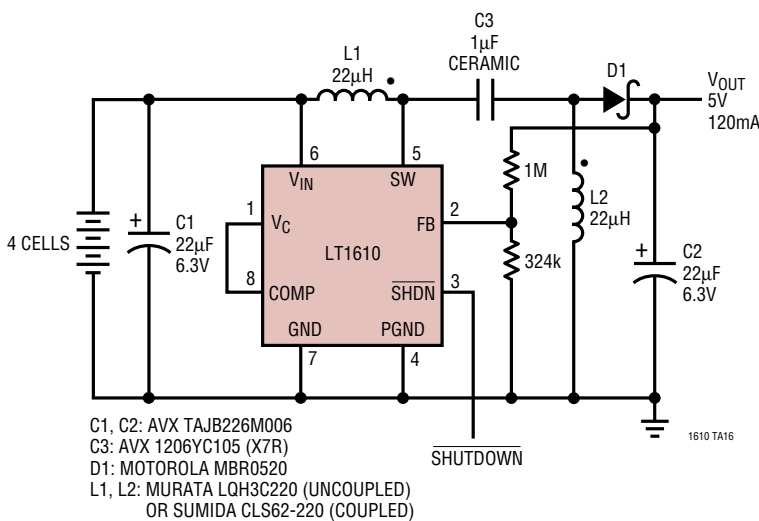 C3
1µF
CERAMIC
L1
22µH
D1
VOUT
5V
120mA
6
5
VIN
SW
1M
L2
22µH
1
VC
2
FB
C1
22µF
6.3V
4 CELLS
+
LT1610
324k
+
C2
22µF
6.3V
8
COMP
SHDN
3
GND
PGND
7
4
C1, C2: AVX TAJB226M006
C3: AVX 1206YC105 (X7R)
D1: MOTOROLA MBR0520
L1, L2: MURATA LQH3C220 (UNCOUPLED)
OR SUMIDA CLS62-220 (COUPLED)
SHUTDOWN
1610 TA16